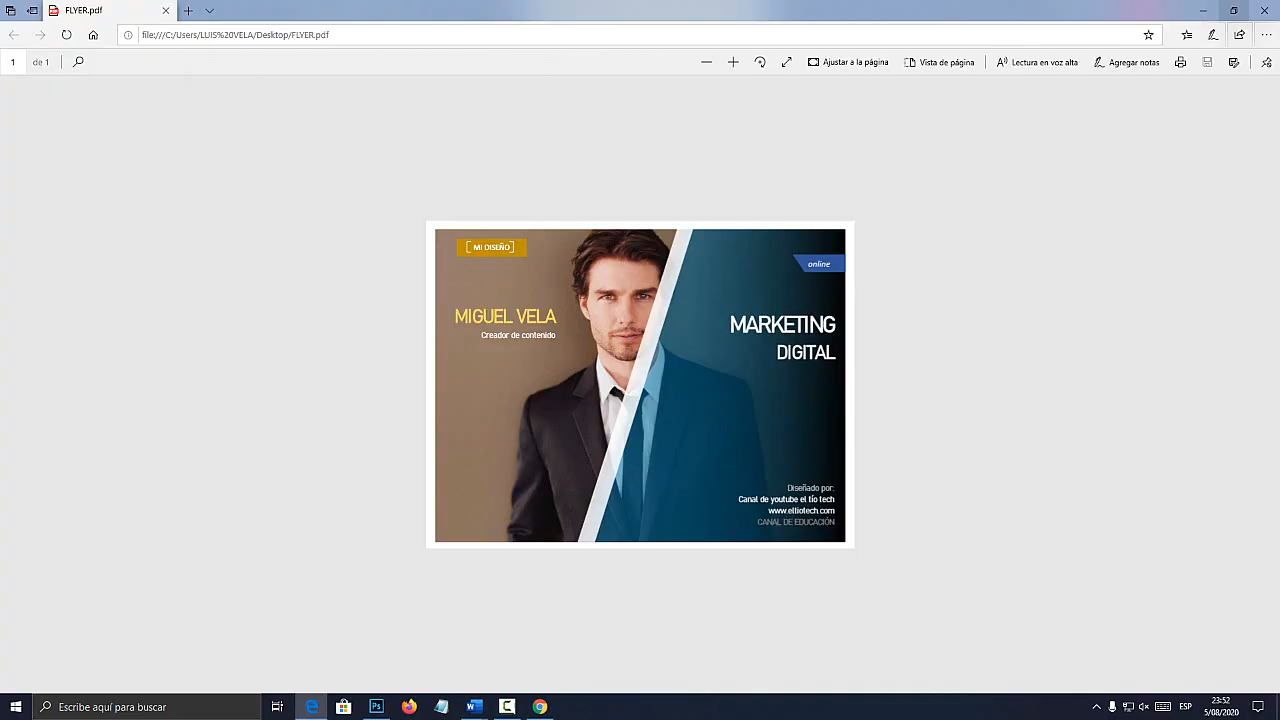 FLYER.pdf
file:///C:/Users/LUIS%20VELA/Desktop/FLYER.pdf
1 de 1
Ajustar a la página
Vista de página
Lectura en voz alta
Agregar notas
[ MI DISEÑO ]
online
MIGUEL VELA
Creador de contenido
MARKETING
DIGITAL
Diseñado por:
Canal de youtube el tío tech
www.eltiotech.com
CANAL DE EDUCACIÓN
Escribe aquí para buscar
Ps
ESP
23:52
5/08/2020